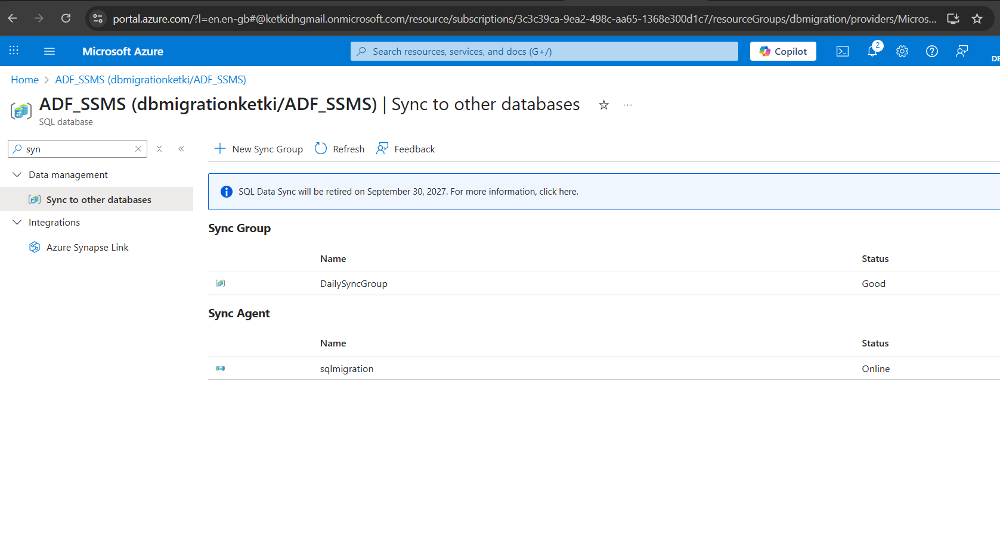 portal.azure.com/?l=en.en-gb#@ketkidngmail.onmicrosoft.com/resource/subscriptions/3c3c39ca-9ea2-498c-aa65-1368e300d1c7/resourceGroups/dbmigration/providers/Micros...
Microsoft Azure
Search resources, services, and docs (G+/)
Copilot
2
DE
Home > ADF_SSMS (dbmigrationketki/ADF_SSMS)
ADF_SSMS (dbmigrationketki/ADF_SSMS) | Sync to other databases
SQL database
syn
New Sync Group
Refresh
Feedback
Data management
Sync to other databases
Integrations
Azure Synapse Link
SQL Data Sync will be retired on September 30, 2027. For more information, click here.
Sync Group
Name Status
DailySyncGroup Good
Sync Agent
Name Status
sqlmigration Online